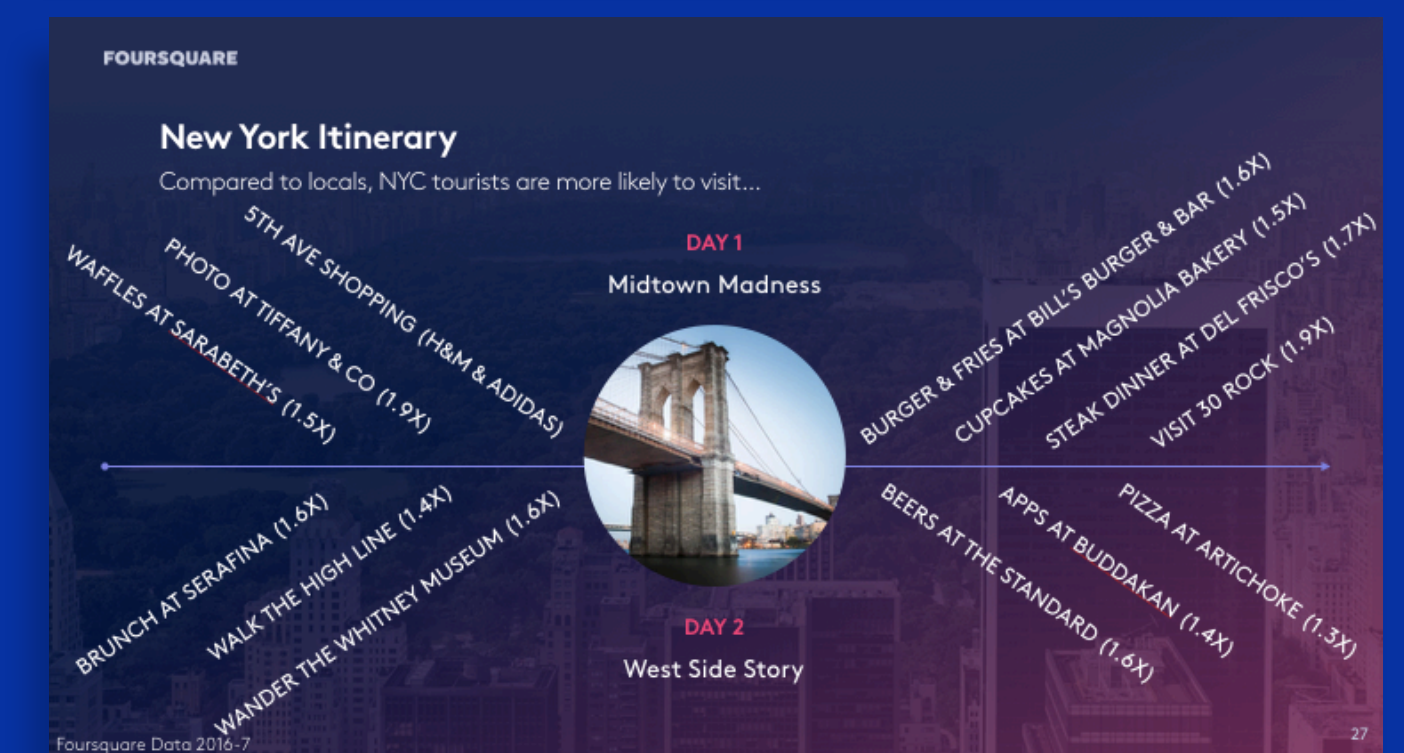 FOURSQUARE
New York Itinerary
Compared to locals, NYC tourists are more likely to visit...
DAY 1
Midtown Madness
WAFFLES AT SARABETH'S (1.5X)
PHOTO AT TIFFANY & CO (1.9X)
5TH AVE SHOPPING (H&M & ADIDAS)
BURGER & FRIES AT BILL'S BURGER & BAR (1.6X)
CUPCAKES AT MAGNOLIA BAKERY (1.5X)
STEAK DINNER AT DEL FRISCO'S (1.7X)
VISIT 30 ROCK (1.9X)
BRUNCH AT SERAFINA (1.6X)
WALK THE HIGH LINE (1.4X)
WANDER THE WHITNEY MUSEUM (1.6X)
BEERS AT THE STANDARD (1.6X)
APPS AT BUDDAKAN (1.4X)
PIZZA AT ARTICHOKE (1.3X)
DAY 2
West Side Story
Foursquare Data 2016-7
27